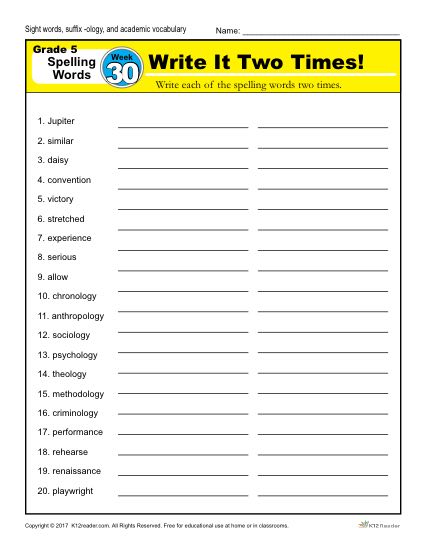 Sight words, suffix -ology, and academic vocabulary
Name:
Grade 5
Spelling
Words
Week
30
Write It Two Times!
Write each of the spelling words two times.
1. Jupiter
2. similar
3. daisy
4. convention
5. victory
6. stretched
7. experience
8. serious
9. allow
10. chronology
11. anthropology
12. sociology
13. psychology
14. theology
15. methodology
16. criminology
17. performance
18. rehearse
19. renaissance
20. playwright
Copyright © 2017 K12reader.com. All Rights Reserved. Free for educational use at home or in classrooms.
K12Reader